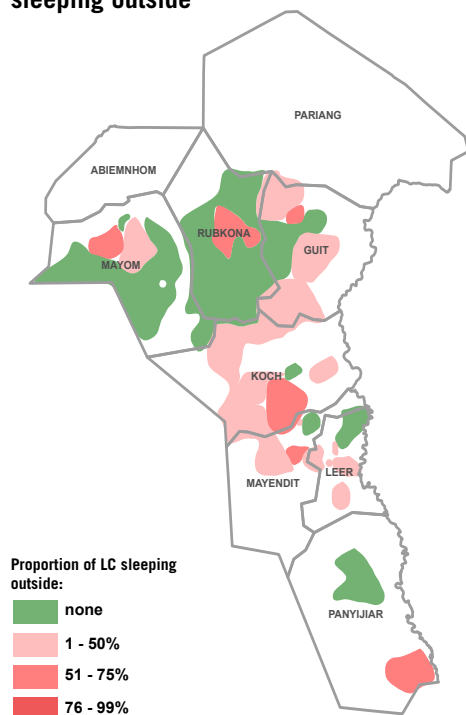 sleeping outside
PARIANG
ABIEMNHOM
RUBKONA
GUIT
MAYOM
KOCH
MAYENDIT
LEER
PANYIJIAR
Proportion of LC sleeping
outside:
none
1 - 50%
51 - 75%
76 - 99%